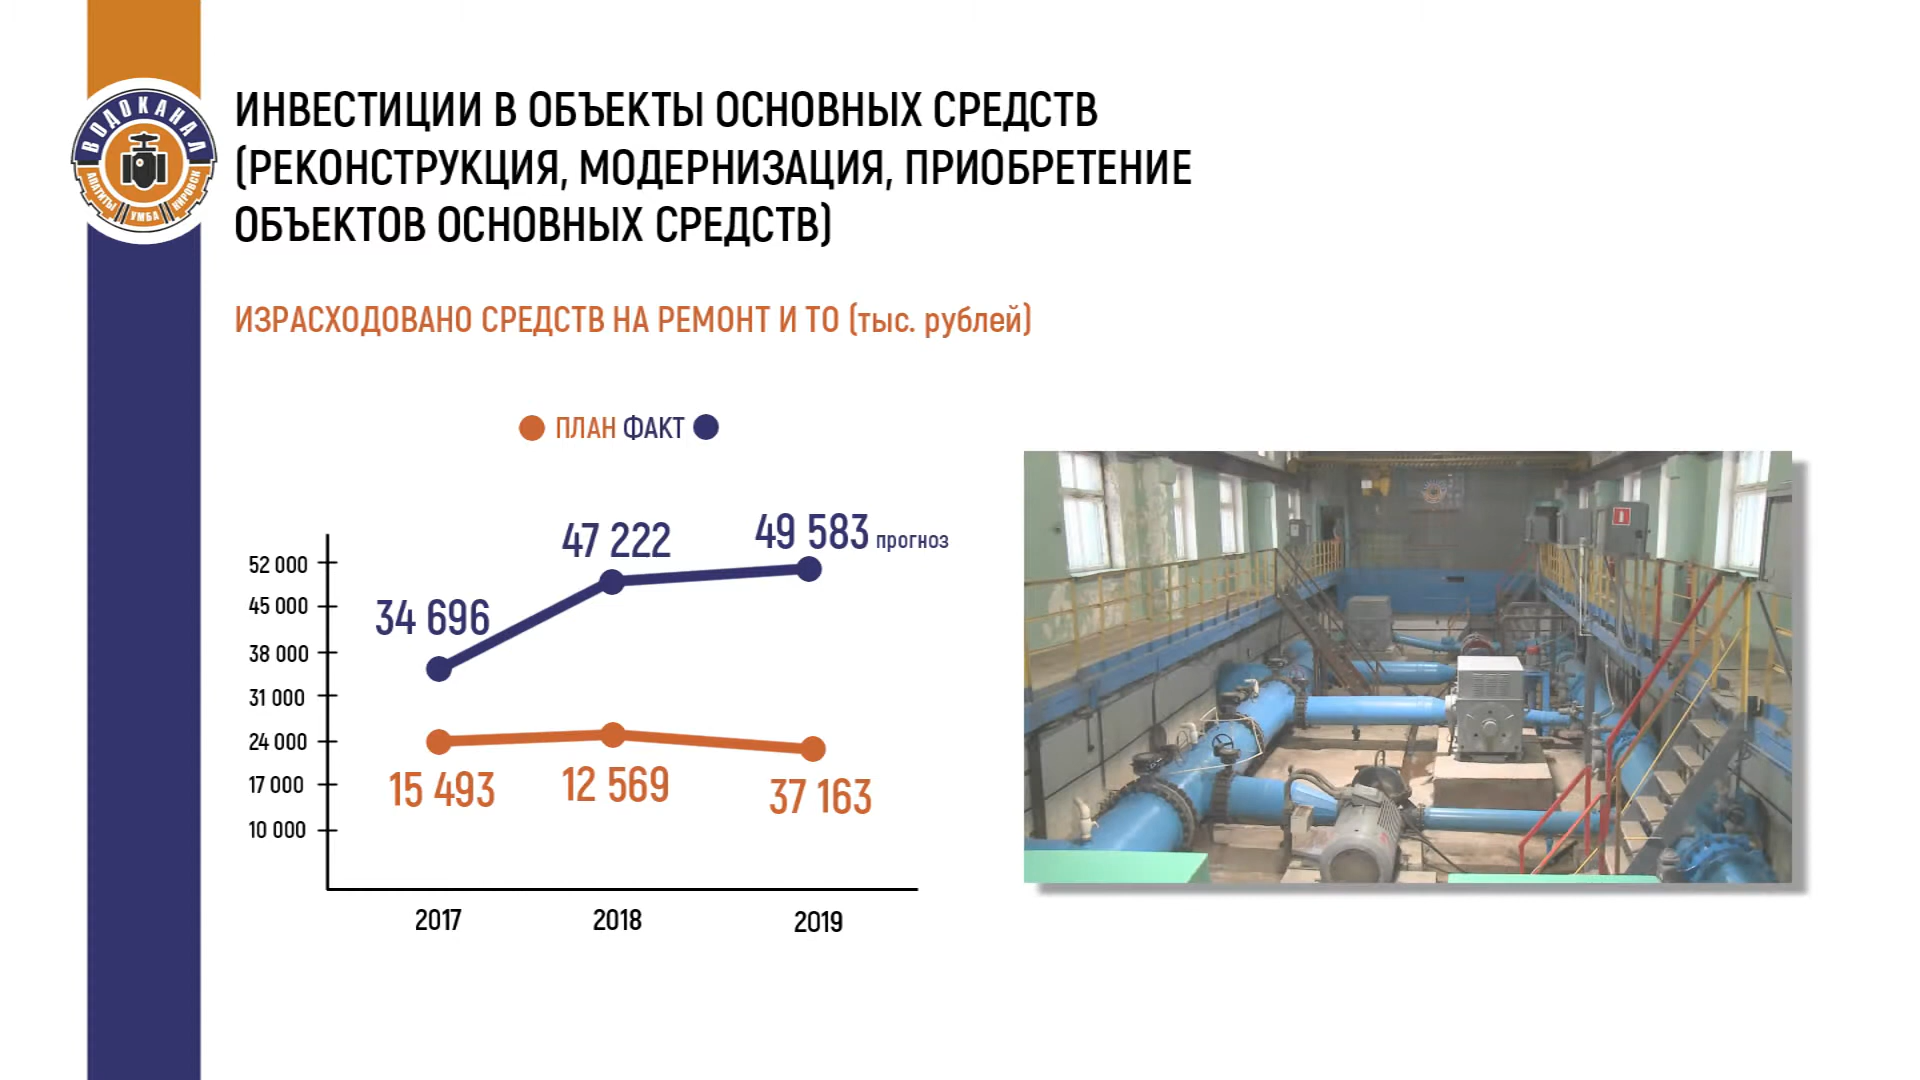 ВОДОКАНАЛ
АПАТИТЫ УМБА КИРОВСК
ИНВЕСТИЦИИ В ОБЪЕКТЫ ОСНОВНЫХ СРЕДСТВ
(РЕКОНСТРУКЦИЯ, МОДЕРНИЗАЦИЯ, ПРИОБРЕТЕНИЕ
ОБЪЕКТОВ ОСНОВНЫХ СРЕДСТВ)
ИЗРАСХОДОВАНО СРЕДСТВ НА РЕМОНТ И ТО (тыс. рублей)
ПЛАН ФАКТ
52 000
45 000
38 000
31 000
24 000
17 000
10 000
34 696
47 222
49 583 прогноз
15 493
12 569
37 163
2017
2018
2019